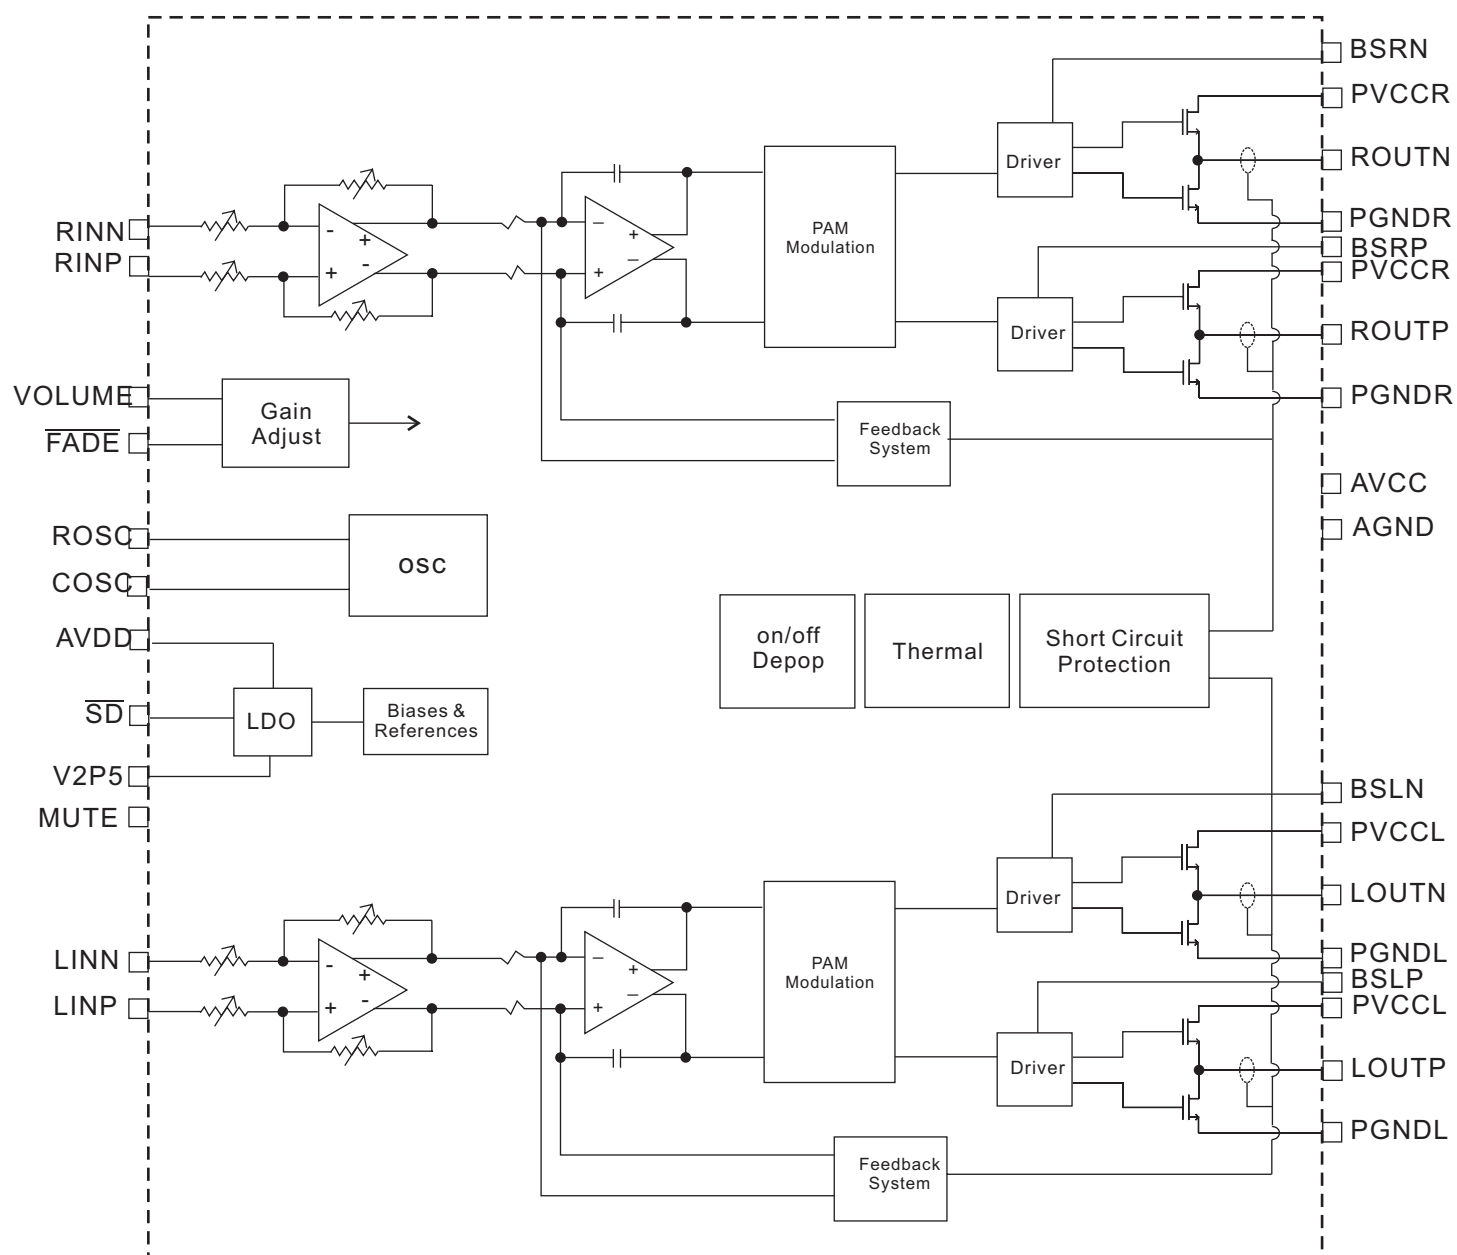 BSRN
PVCCR
Driver
ROUTN
RINN
RINP
-
+
-
+
−
+
−
+
PAM
Modulation
PGNDR
BSRP
PVCCR
Driver
ROUTP
VOLUME
FADE
Gain
Adjust
Feedback
System
PGNDR
AVCC
AGND
ROSC
COSC
OSC
AVDD
SD
V2P5
MUTE
LDO
Biases &
References
on/off
Depop
Thermal
Short Circuit
Protection
BSLN
PVCCL
Driver
LOUTN
LINN
LINP
-
+
-
+
−
+
−
+
PAM
Modulation
PGNDL
BSLP
PVCCL
Driver
LOUTP
PGNDL
Feedback
System